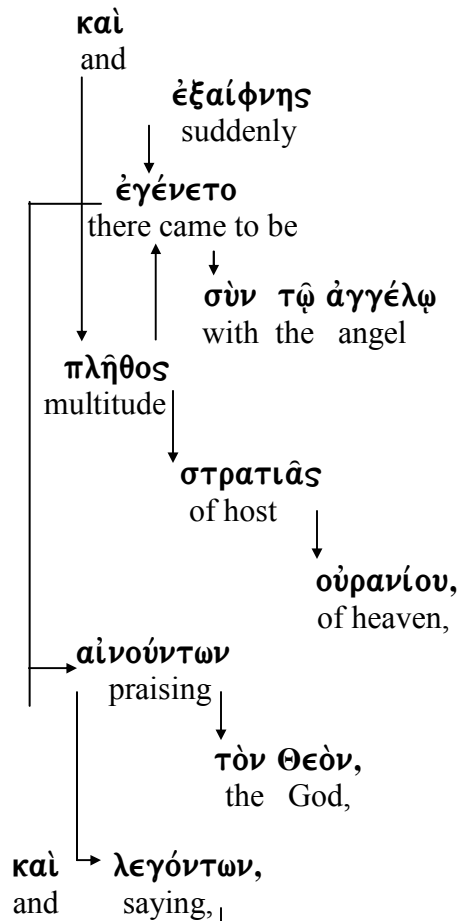 καὶ
and
ἐξαίφνης
suddenly
ἐγένετο
there came to be
σὺν τῷ ἀγγέλῳ
with the angel
πλῆθος
multitude
στρατιᾶς
of host
οὐρανίου,
of heaven,
αἰνούντων
praising
τὸν Θεὸν,
the God,
καὶ λεγόντων,
and saying,